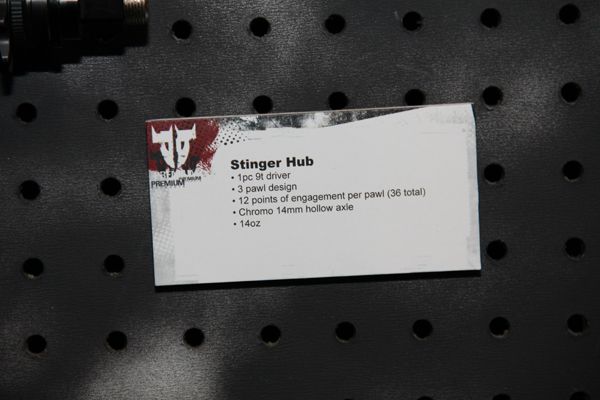 PREMIUM
Stinger Hub
• 1pc 9t driver
• 3 pawl design
• 12 points of engagement per pawl (36 total)
• Chromo 14mm hollow axle
• 14oz